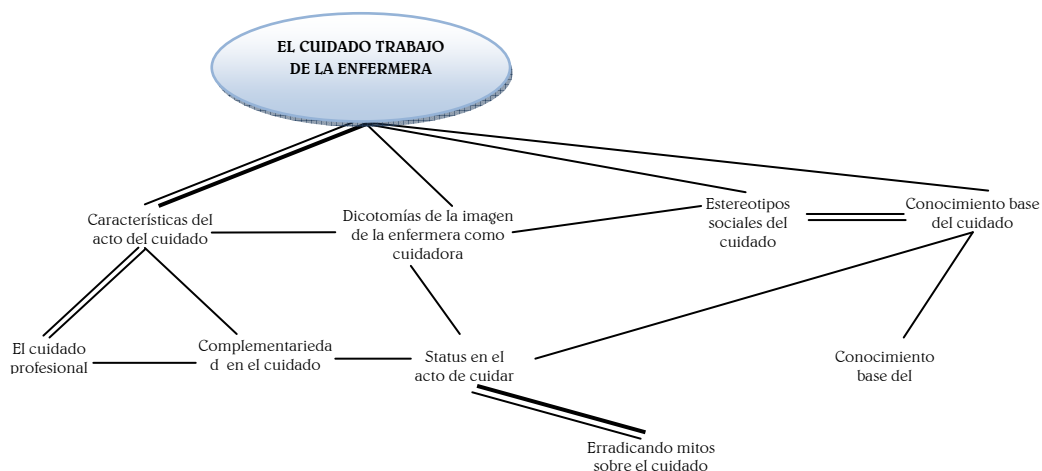 EL CUIDADO TRABAJO
DE LA ENFERMERA
Características del
acto del cuidado
Dicotomías de la imagen
de la enfermera como
cuidadora
Estereotipos
sociales del
cuidado
Conocimiento base
del cuidado
El cuidado
profesional
Complementarieda
d en el cuidado
Status en el
acto de cuidar
Conocimiento
base del
Erradicando mitos
sobre el cuidado